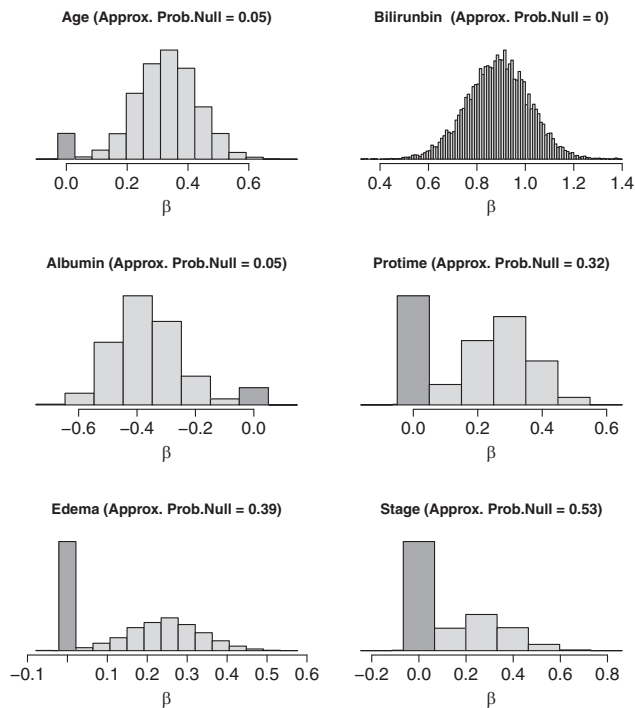 Age (Approx. Prob.Null = 0.05)
0.0 0.2 0.4 0.6
β
Bilirunbin (Approx. Prob.Null = 0)
0.4 0.6 0.8 1.0 1.2 1.4
β
Albumin (Approx. Prob.Null = 0.05)
−0.6 −0.4 −0.2 0.0
β
Protime (Approx. Prob.Null = 0.32)
0.0 0.2 0.4 0.6
β
Edema (Approx. Prob.Null = 0.39)
−0.1 0.0 0.1 0.2 0.3 0.4 0.5 0.6
β
Stage (Approx. Prob.Null = 0.53)
−0.2 0.0 0.2 0.4 0.6 0.8
β